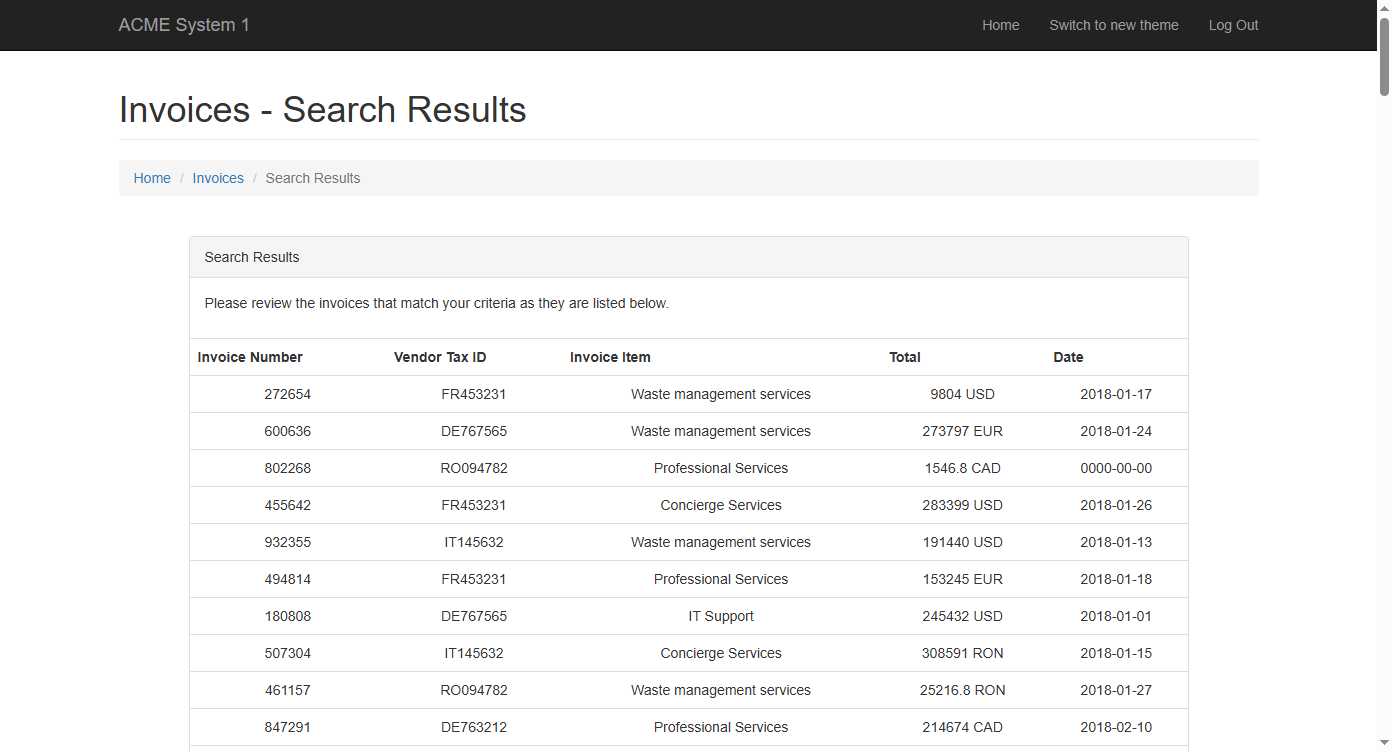 ACME System 1 Home Switch to new theme Log Out
Invoices - Search Results
Home / Invoices / Search Results
Search Results
Please review the invoices that match your criteria as they are listed below.
Invoice Number Vendor Tax ID Invoice Item Total Date
272654 FR453231 Waste management services 9804 USD 2018-01-17
600636 DE767565 Waste management services 273797 EUR 2018-01-24
802268 RO094782 Professional Services 1546.8 CAD 0000-00-00
455642 FR453231 Concierge Services 283399 USD 2018-01-26
932355 IT145632 Waste management services 191440 USD 2018-01-13
494814 FR453231 Professional Services 153245 EUR 2018-01-18
180808 DE767565 IT Support 245432 USD 2018-01-01
507304 IT145632 Concierge Services 308591 RON 2018-01-15
461157 RO094782 Waste management services 25216.8 RON 2018-01-27
847291 DE763212 Professional Services 214674 CAD 2018-02-10